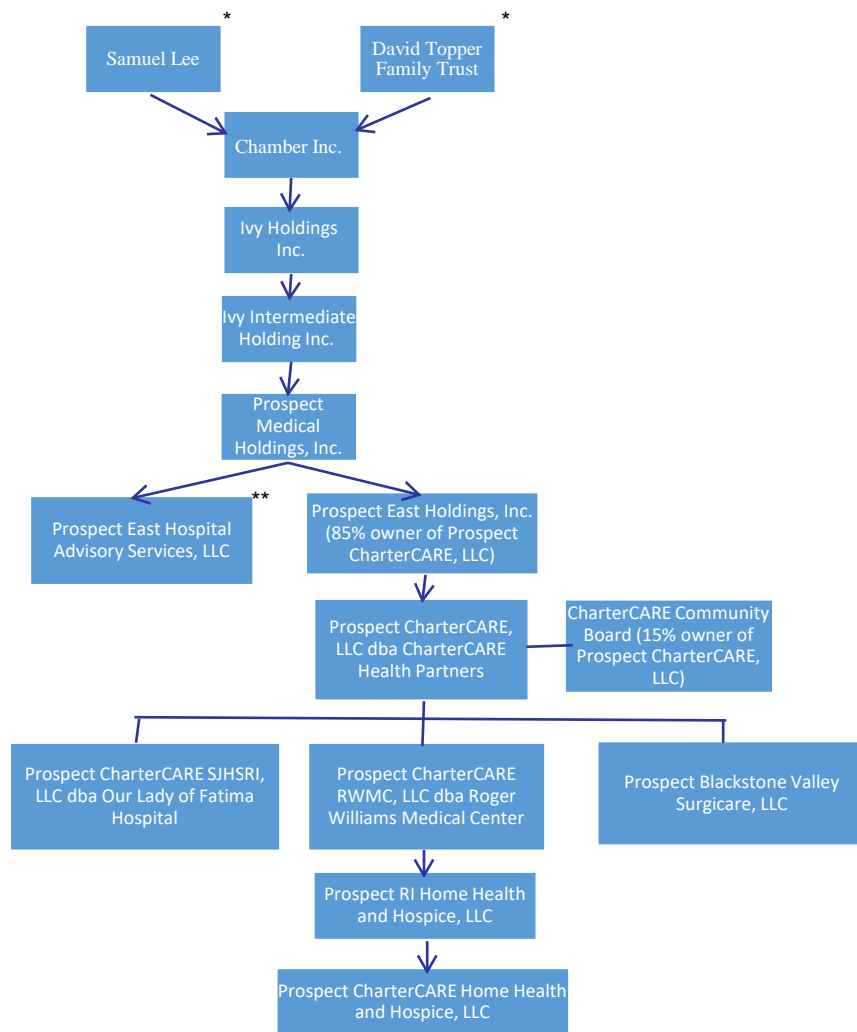 *
*
Samuel Lee
David Topper
Family Trust
Chamber Inc.
Ivy Holdings
Inc.
Ivy Intermediate
Holding Inc.
Prospect
Medical
Holdings, Inc.
**
Prospect East Hospital
Advisory Services, LLC
Prospect East Holdings, Inc.
(85% owner of Prospect
CharterCARE, LLC)
Prospect CharterCARE,
LLC dba CharterCARE
Health Partners
CharterCARE Community
Board (15% owner of
Prospect CharterCARE,
LLC)
Prospect CharterCARE SJHSRI,
LLC dba Our Lady of Fatima
Hospital
Prospect CharterCARE
RWMC, LLC dba Roger
Williams Medical Center
Prospect Blackstone Valley
Surgicare, LLC
Prospect RI Home Health
and Hospice, LLC
Prospect CharterCARE Home Health
and Hospice, LLC